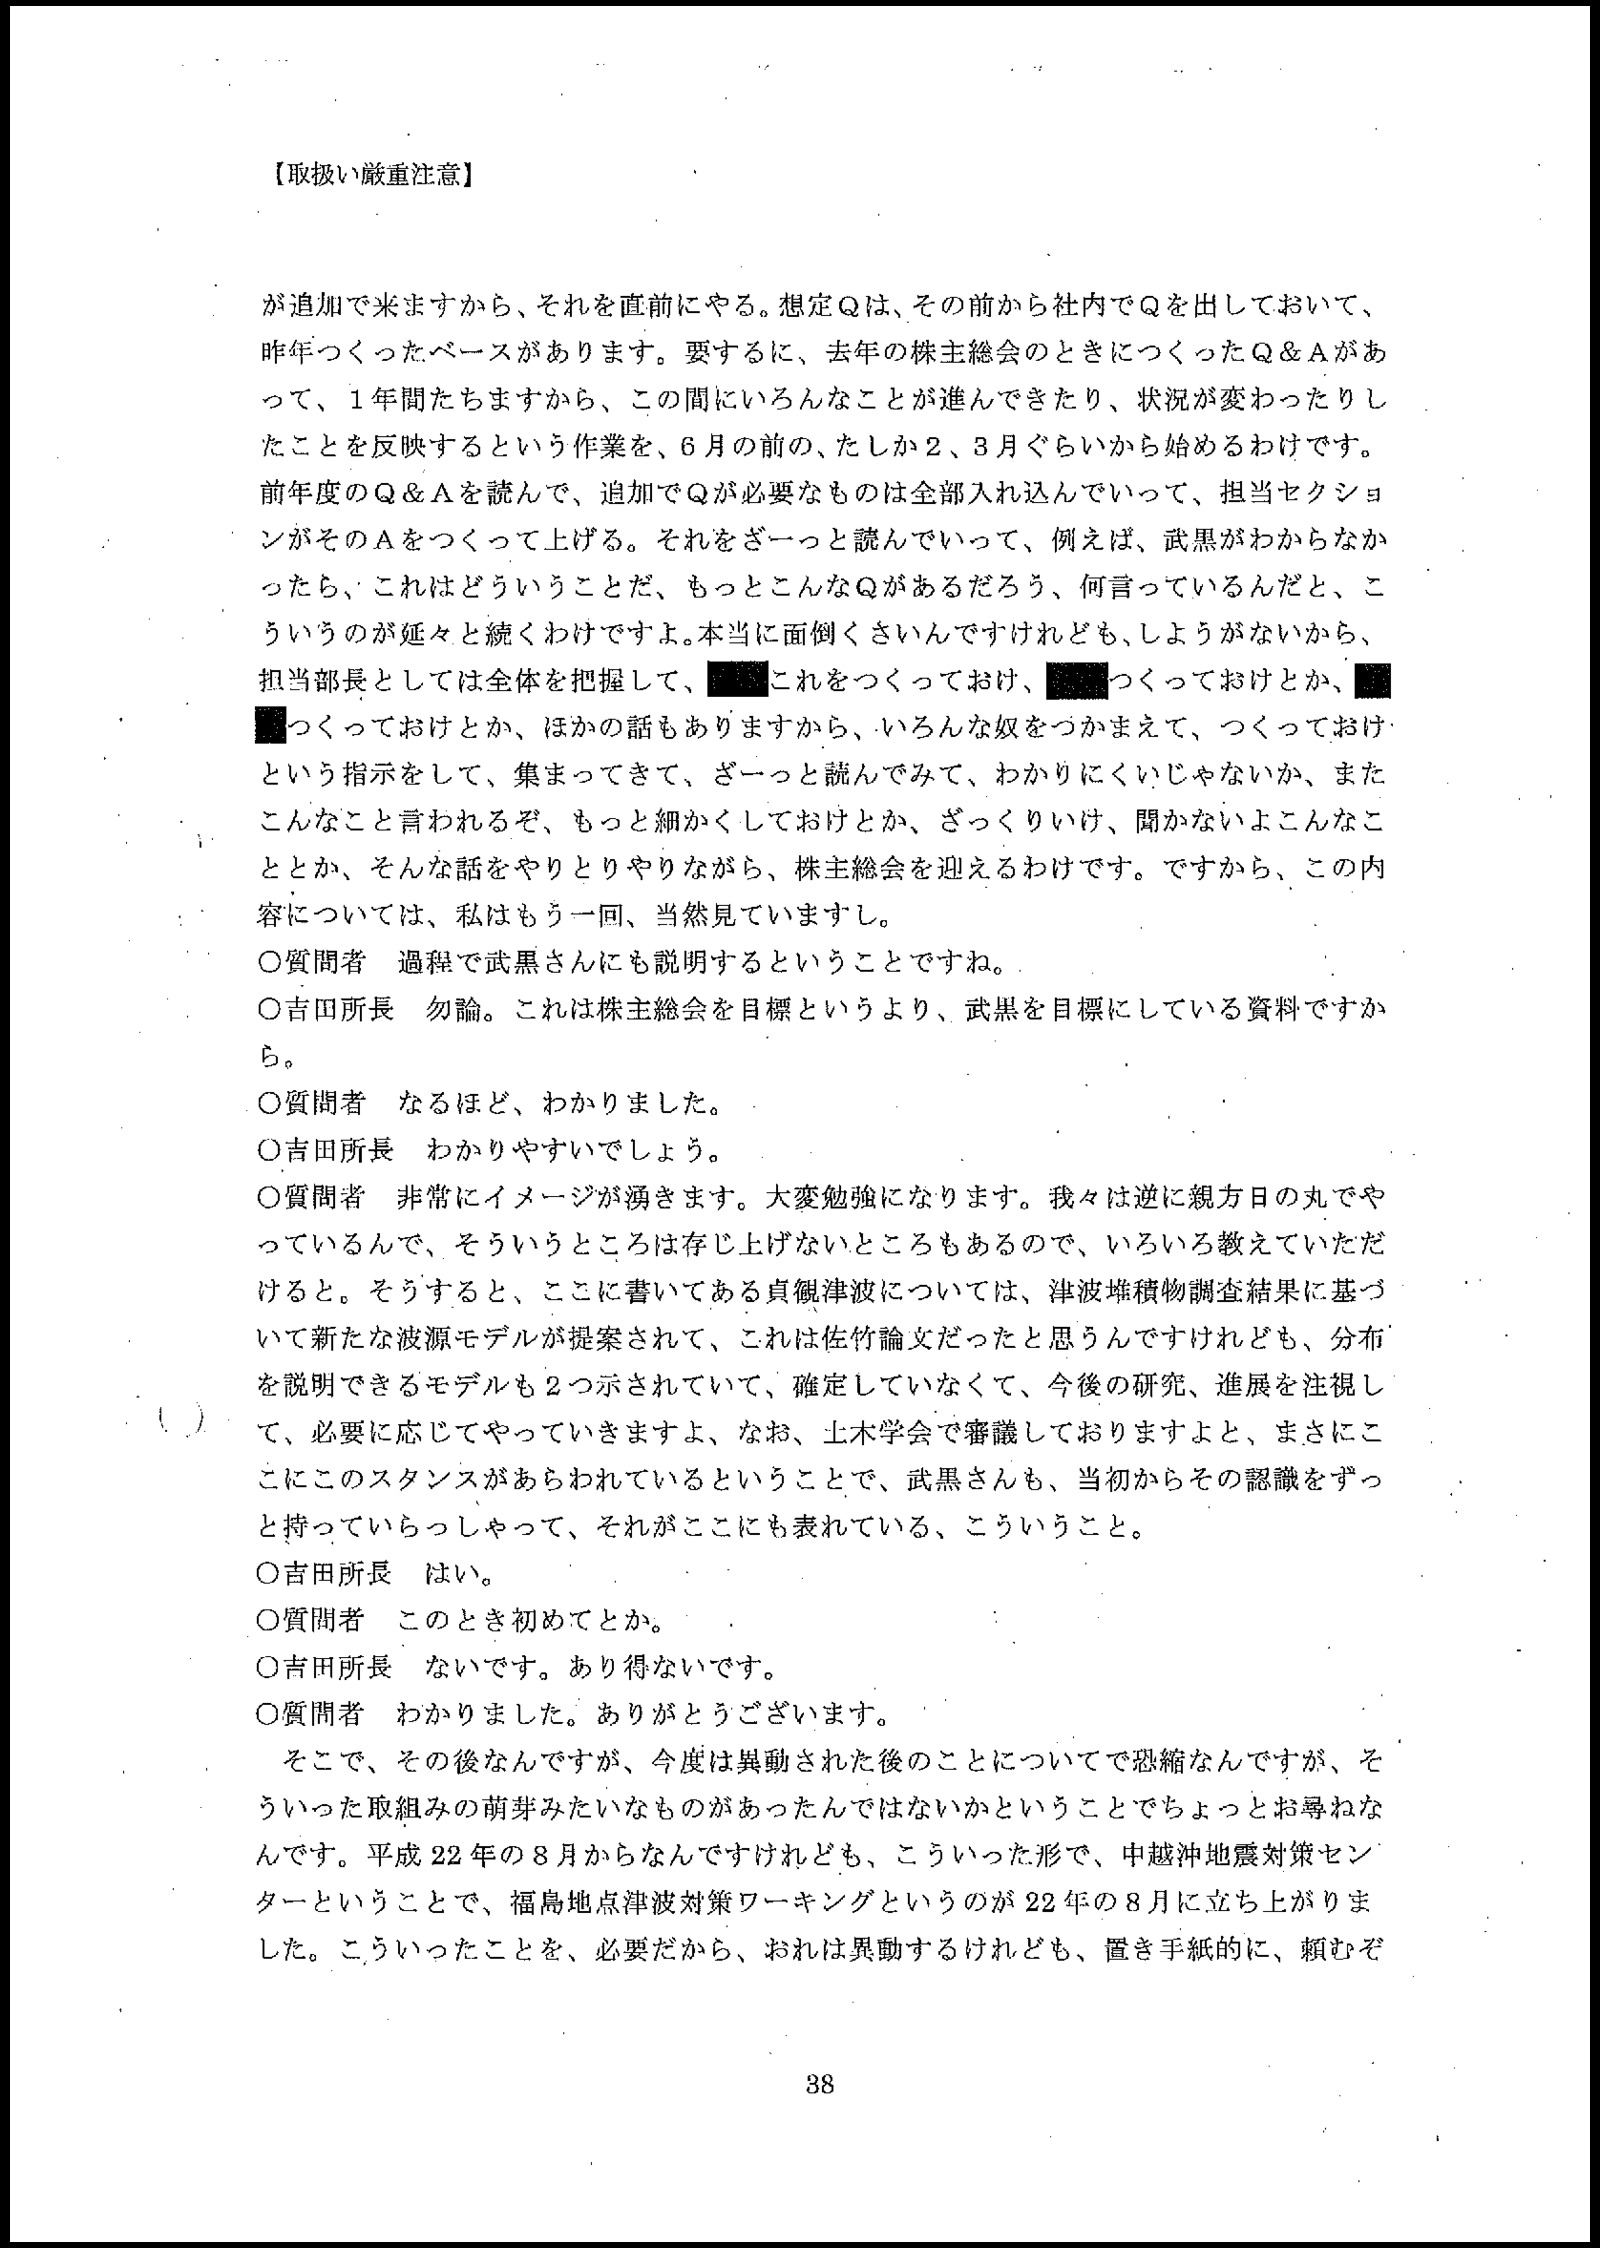 【取扱い厳重注意】
が追加で来ますから、それを直前にやる。想定Qは、その前から社内でQを出しておいて、
昨年つくったベースがあります。要するに、去年の株主総会のときにつくったQ＆Aがあ
って、１年間たちますから、この間にいろんなことが進んできたり、状況が変わったりし
たことを反映するという作業を、６月の前の、たしか２、３月ぐらいから始めるわけです。
前年度のQ＆Aを読んで、追加でQが必要なものは全部入れ込んでいって、担当セクショ
ンがそのAをつくって上げる。それをざーっと読んでいって、例えば、武黒がわからなか
ったら、これはどういうことだ、もっとこんなQがあるだろう、何言っているんだと、こ
ういうのが延々と続くわけですよ。本当に面倒くさいんですけれども、しようがないから、
担当部長としては全体を把握して、これをつくっておけ、つくっておけとか、
つくっておけとか、ほかの話もありますから、いろんな奴をつかまえて、つくっておけ
という指示をして、集まってきて、ざーっと読んでみて、わかりにくいじゃないか、また
こんなこと言われるぞ、もっと細かくしておけとか、ざっくりいけ、聞かないよこんなこ
ととか、そんな話をやりとりやりながら、株主総会を迎えるわけです。ですから、この内
容については、私はもう一回、当然見ていますし。
○質問者　過程で武黒さんにも説明するということですね。
○吉田所長　勿論。これは株主総会を目標というより、武黒を目標にしている資料ですか
ら。
○質問者　なるほど、わかりました。
○吉田所長　わかりやすいでしょう。
○質問者　非常にイメージが湧きます。大変勉強になります。我々は逆に親方日の丸でや
っているんで、そういうところは存じ上げないところもあるので、いろいろ教えていただ
けると。そうすると、ここに書いてある貞観津波については、津波堆積物調査結果に基づ
いて新たな波源モデルが提案されて、これは佐竹論文だったと思うんですけれども、分布
を説明できるモデルも２つ示されていて、確定していなくて、今後の研究、進展を注視し
て、必要に応じてやっていきますよ、なお、土木学会で審議しておりますよと、まさにこ
こにこのスタンスがあらわれているということで、武黒さんも、当初からその認識をずっ
と持っていらっしゃって、それがここにも表れている、こういうこと。
○吉田所長　はい。
○質問者　このとき初めてとか。
○吉田所長　ないです。あり得ないです。
○質問者　わかりました。ありがとうございます。
　そこで、その後なんですが、今度は異動された後のことについてで恐縮なんですが、そ
ういった取組みの萌芽みたいなものがあったんではないかということでちょっとお尋ねな
んです。平成 22 年の８月からなんですけれども、こういった形で、中越沖地震対策セン
ターということで、福島地点津波対策ワーキングというのが 22 年の８月に立ち上がりま
した。こういったことを、必要だから、おれは異動するけれども、置き手紙的に、頼むぞ
38